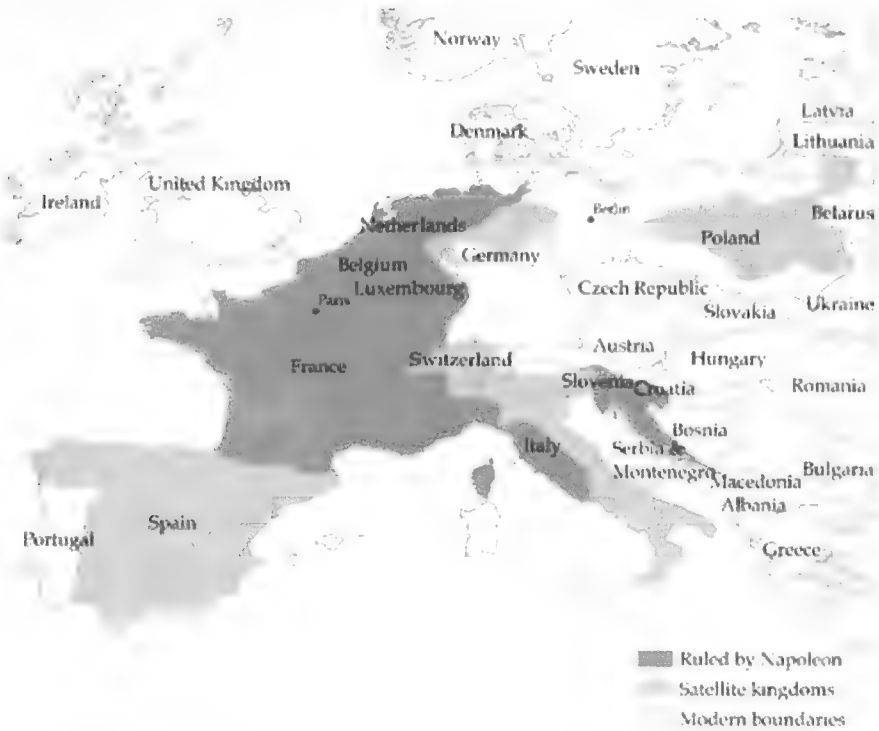 Norway
Sweden
Latvia
Denmark
Lithuania
Ireland
United Kingdom
Berlin
Belarus
Netherlands
Poland
Belgium
Germany
Luxembourg
Czech Republic
Paris
Slovakia
Ukraine
Austria
Switzerland
Hungary
France
Slovenia
Croatia
Romania
Bosnia
Italy
Serbia &
Montenegro
Macedonia
Bulgaria
Albania
Spain
Portugal
Greece
Ruled by Napoleon
Satellite kingdoms
Modern boundaries